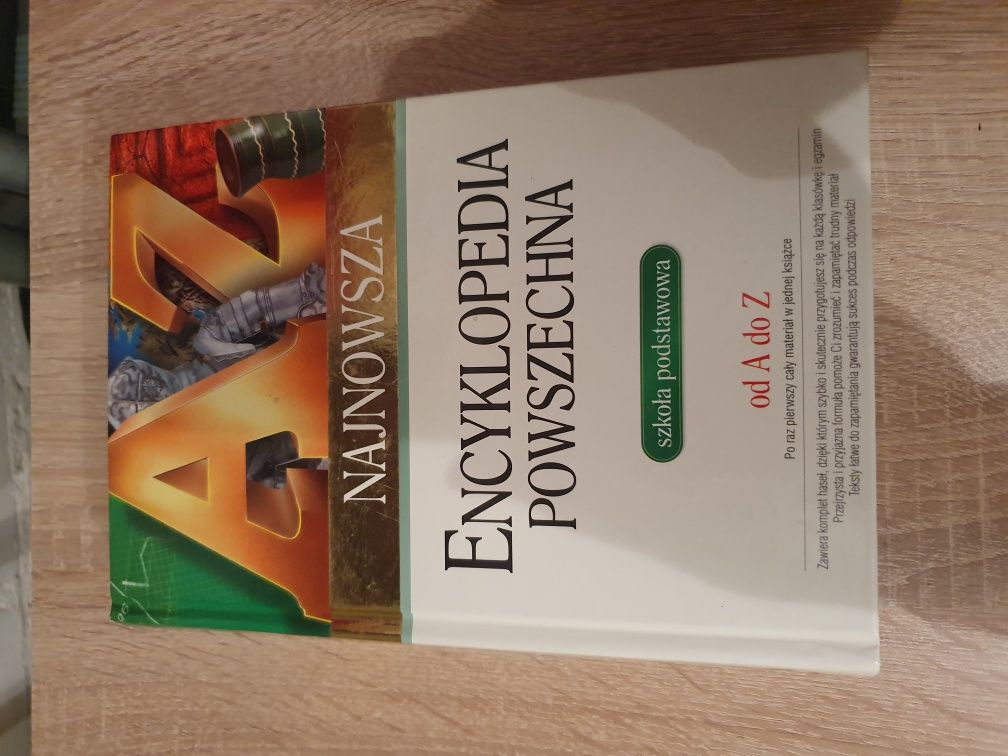 AZ
NAJNOWSZA
ENCYKLOPEDIA
POWSZECHNA
szkoła podstawowa
od A do Z
Po raz pierwszy cały materiał w jednej książce
Zawiera komplet haseł, dzięki którym szybko i skutecznie przygotujesz się na każdą klasówkę i egzamin
Przejrzysta i przyjazna formuła pomoże Ci zrozumieć i zapamiętać trudny materiał
Teksty łatwe do zapamiętania gwarantują sukces podczas odpowiedzi